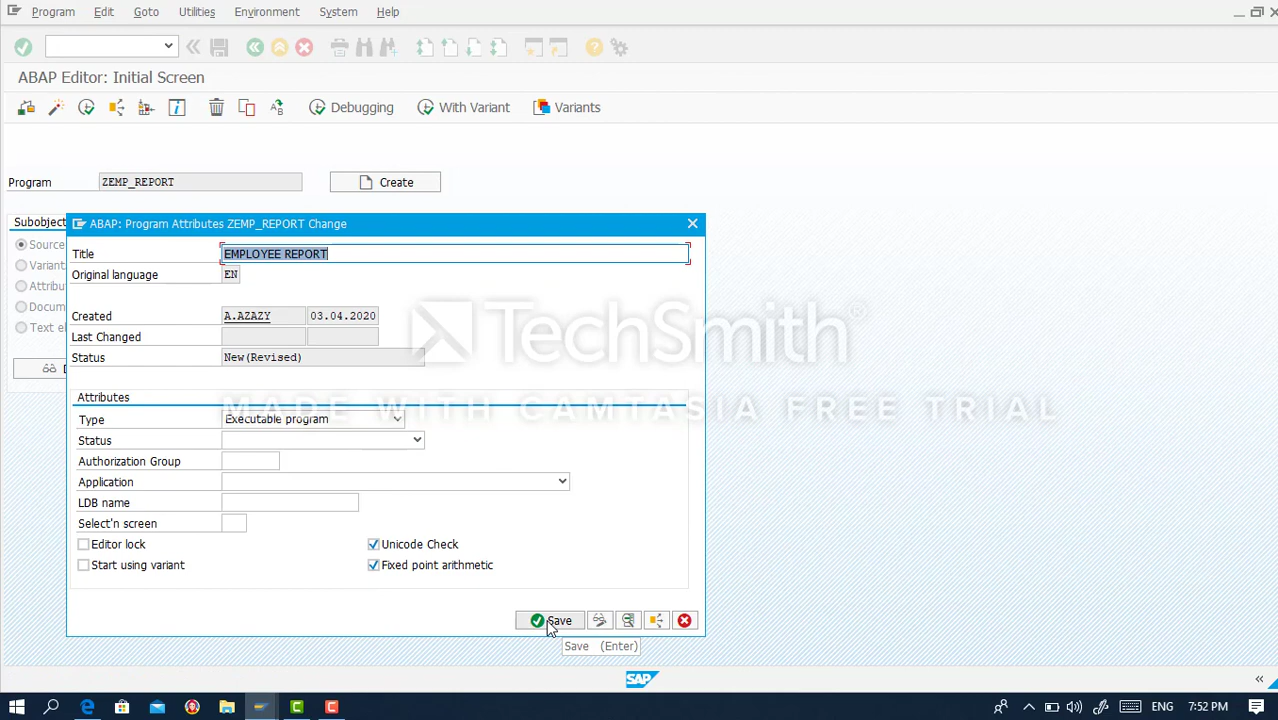 Program Edit Goto Utilities Environment System Help
ABAP Editor: Initial Screen
Debugging With Variant Variants
Program ZEMP_REPORT Create
Subobject
Source
Variant
Attribu
Docum
Text el
D
ABAP: Program Attributes ZEMP_REPORT Change
Title EMPLOYEE REPORT
Original language EN
Created A.AZAZY 03.04.2020
Last Changed
Status New(Revised)
TechSmith®
MADE WITH CAMTASIA FREE TRIAL
Attributes
Type Executable program
Status
Authorization Group
Application
LDB name
Select'n screen
Editor lock Unicode Check
Start using variant Fixed point arithmetic
Save
Save (Enter)
SAP
ENG 7:52 PM